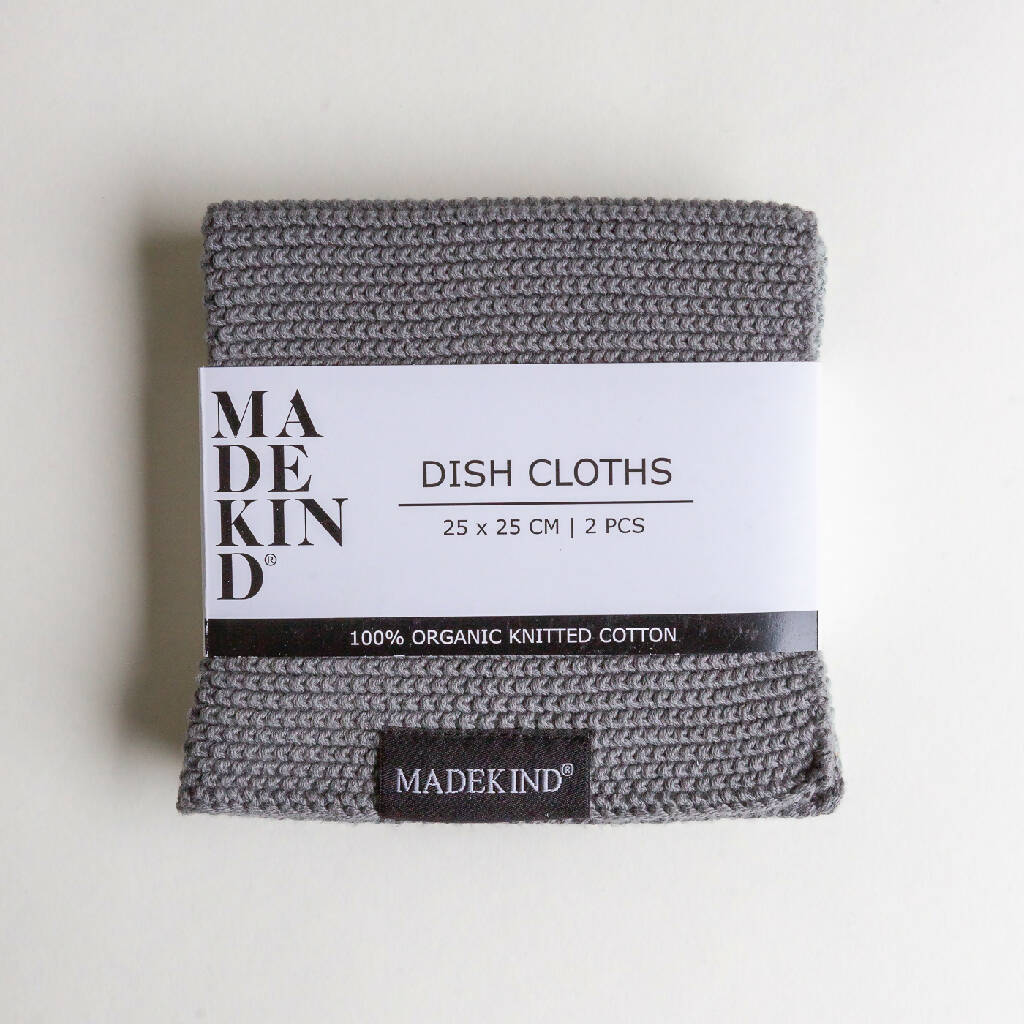 MA
DE
KIN
D®
DISH CLOTHS
25 x 25 CM | 2 PCS
100% ORGANIC KNITTED COTTON
MADEKIND®